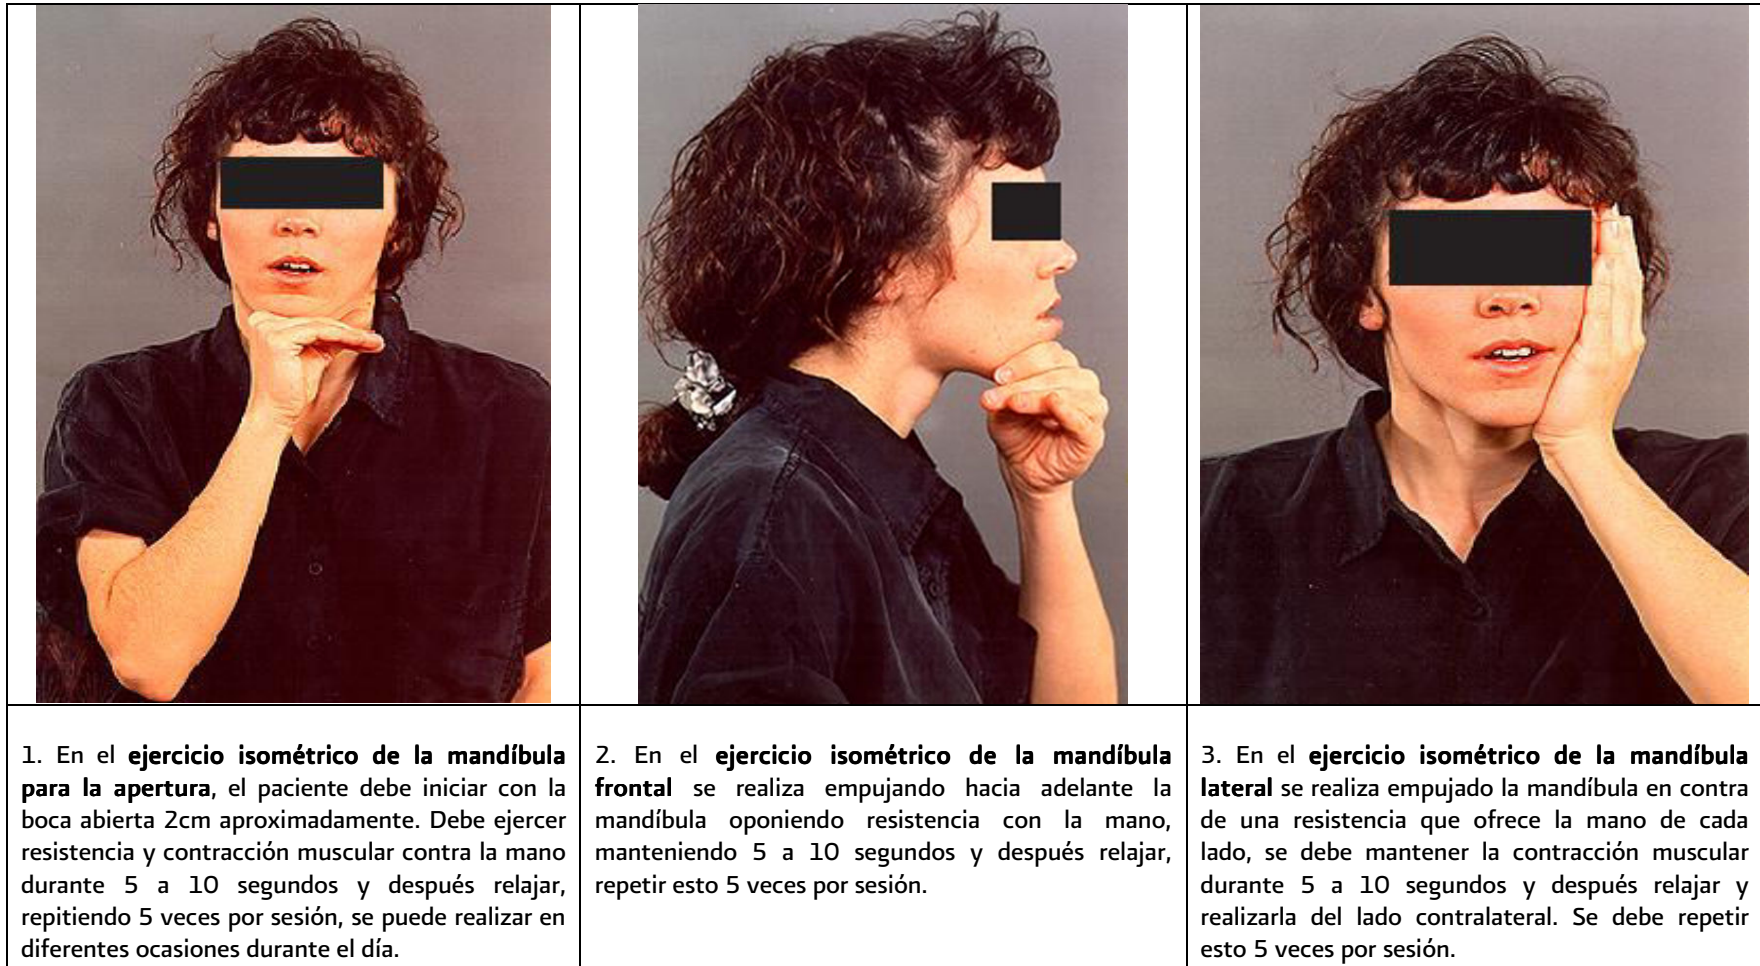 1. En el ejercicio isométrico de la mandíbula
para la apertura, el paciente debe iniciar con la
boca abierta 2cm aproximadamente. Debe ejercer
resistencia y contracción muscular contra la mano
durante 5 a 10 segundos y después relajar,
repitiendo 5 veces por sesión, se puede realizar en
diferentes ocasiones durante el día.
2. En el ejercicio isométrico de la mandíbula
frontal se realiza empujando hacia adelante la
mandíbula oponiendo resistencia con la mano,
manteniendo 5 a 10 segundos y después relajar,
repetir esto 5 veces por sesión.
3. En el ejercicio isométrico de la mandíbula
lateral se realiza empujado la mandíbula en contra
de una resistencia que ofrece la mano de cada
lado, se debe mantener la contracción muscular
durante 5 a 10 segundos y después relajar y
realizarla del lado contralateral. Se debe repetir
esto 5 veces por sesión.